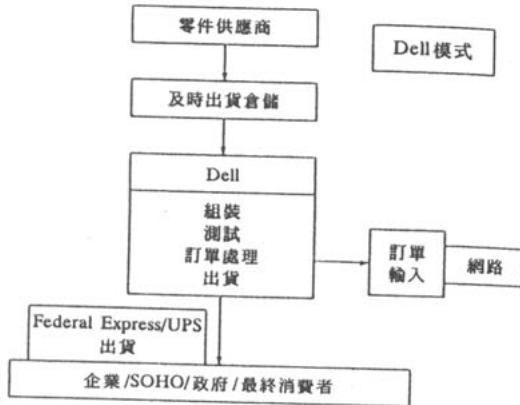 零件供應商
Dell模式
及時出貨倉儲
Dell
組裝
測試
訂單處理
出貨
訂單
輸入
網路
Federal Express/UPS
出貨
企業/SOHO/政府/最終消費者